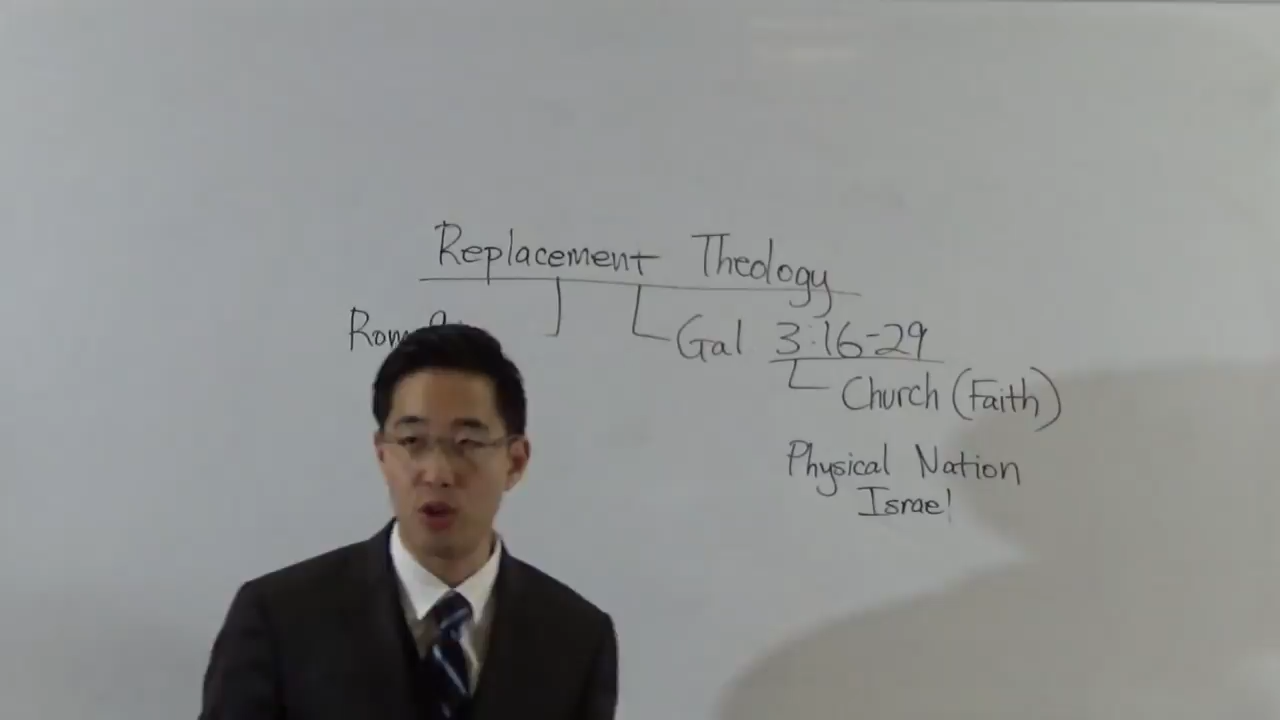 Replacement Theology
Gal 3:16-29
Church (Faith)
Physical Nation
Israel